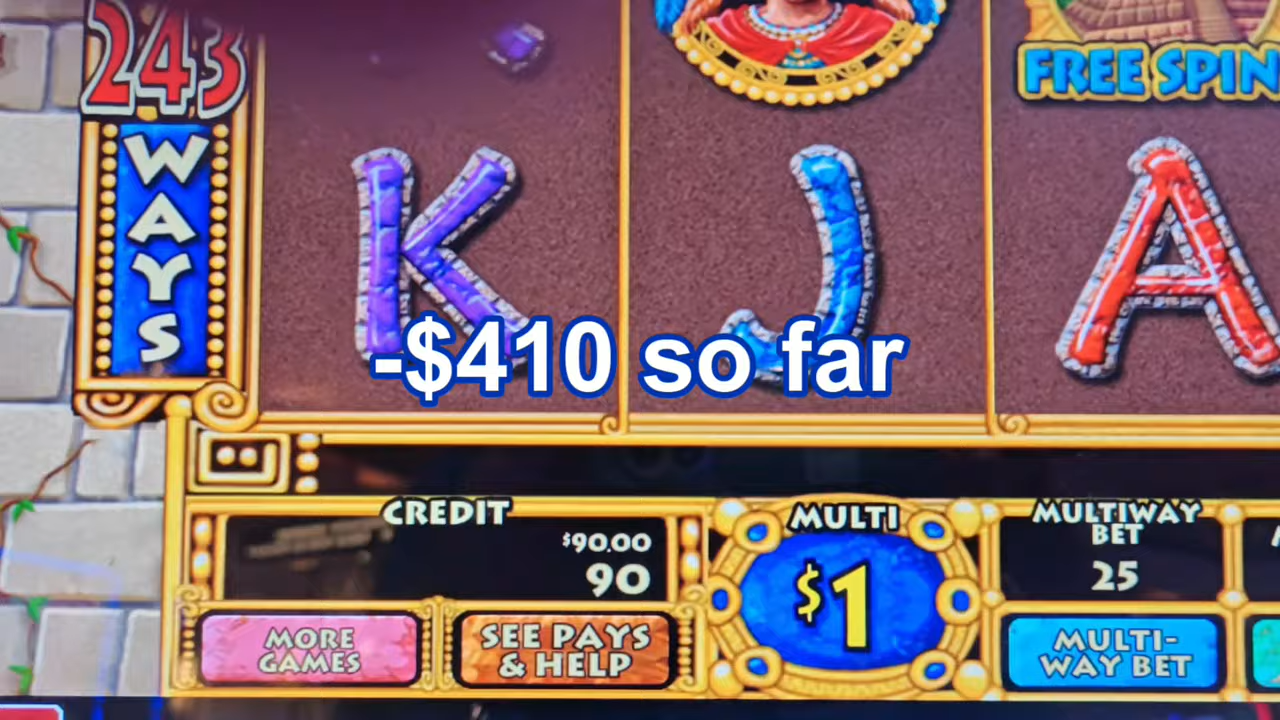 243
WAYS
FREE SPIN
K
J
A
-$410 so far
CREDIT
$90.00
90
MULTI
$1
MULTIWAY
BET
25
MORE
GAMES
SEE PAYS
& HELP
MULTI-
WAY BET